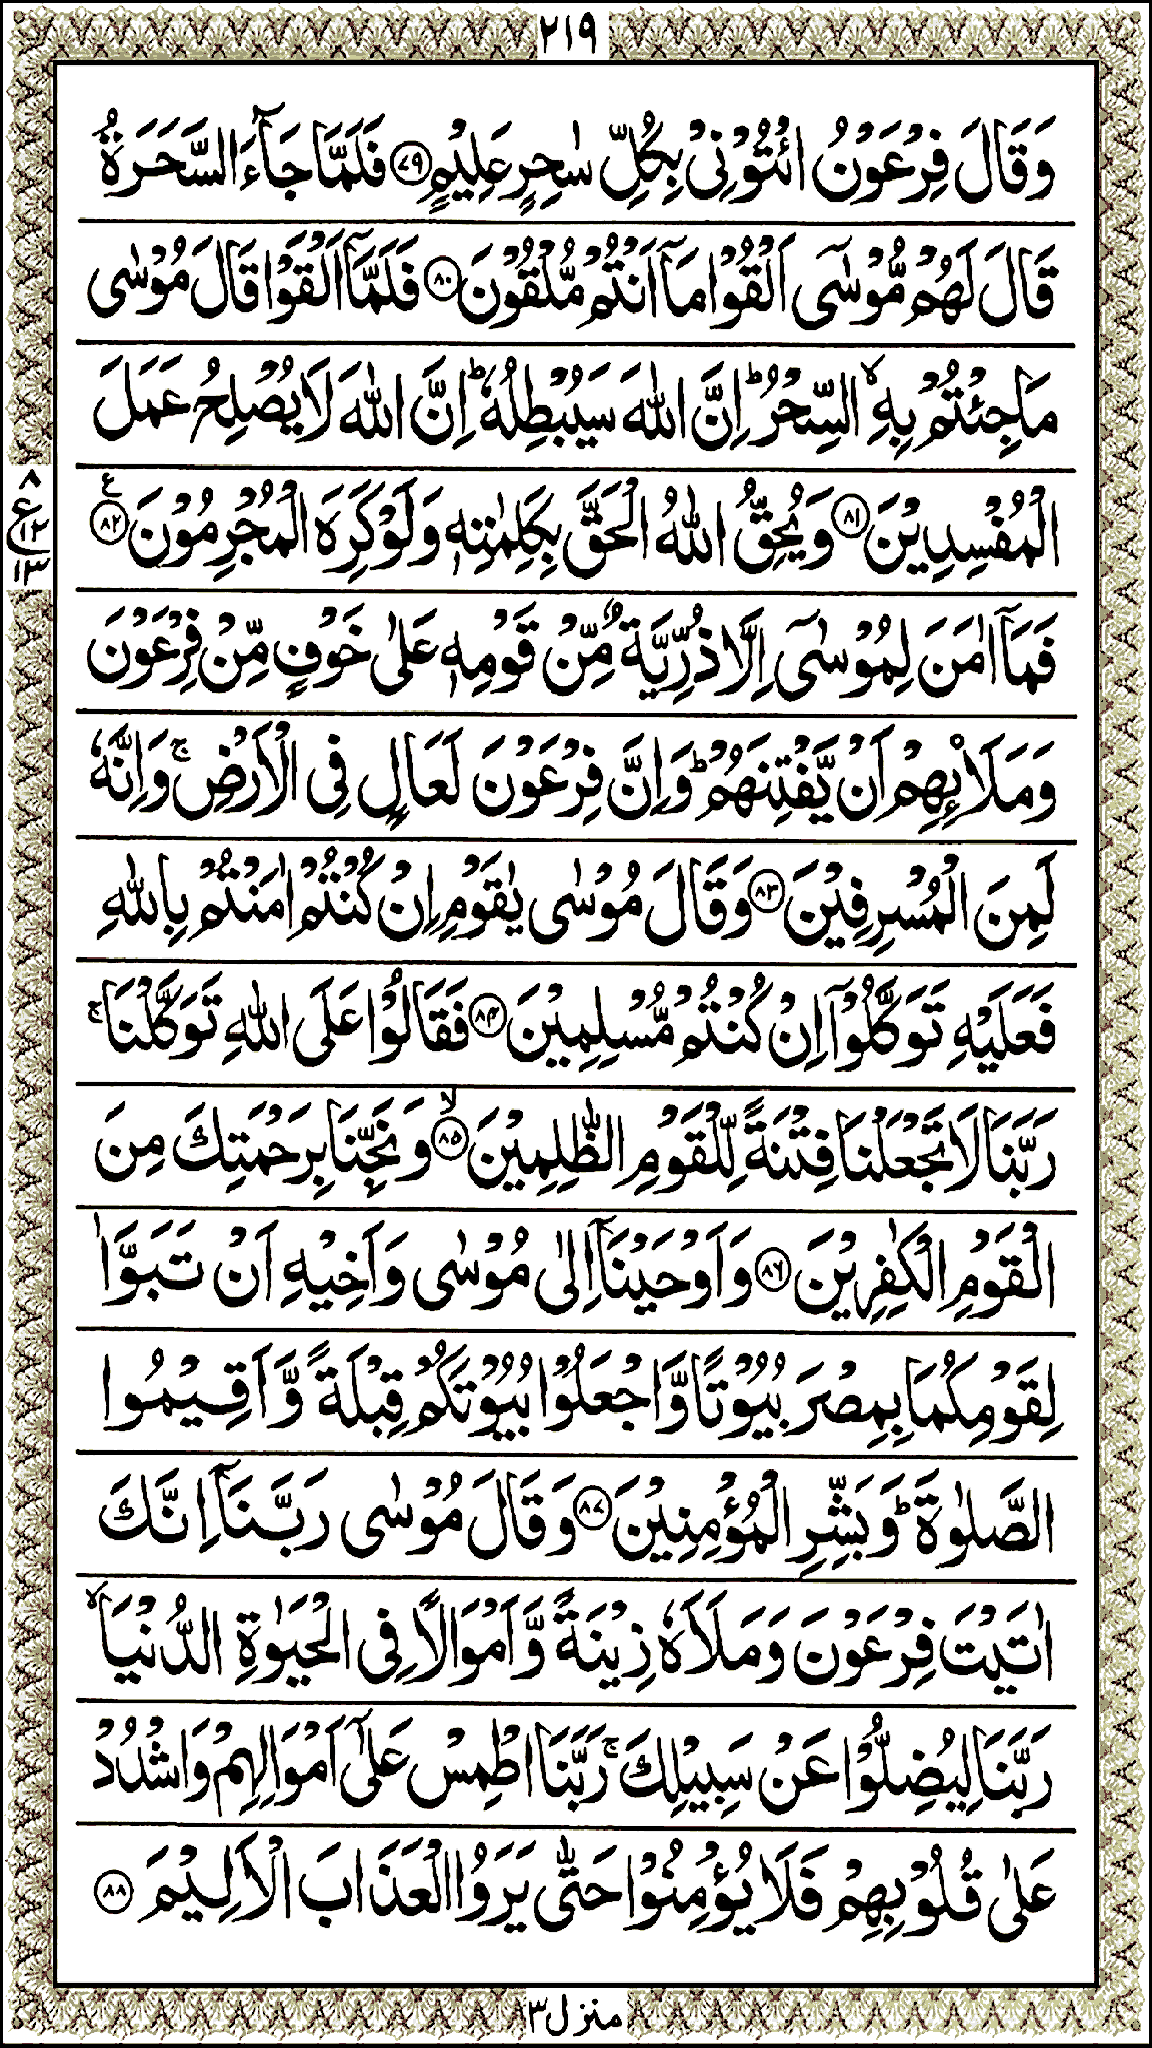 ٢١٩
وَقَالَ فِرْعَوْنُ ائْتُوْنِیْ بِكُلِّ سٰحِرٍ عَلِیْمٍ ﴿٧٩﴾ فَلَمَّا جَآءَ السَّحَرَةُ
قَالَ لَهُمْ مُّوْسٰۤی اَلْقُوْا مَاۤ اَنْتُمْ مُّلْقُوْنَ ﴿٨٠﴾ فَلَمَّاۤ اَلْقَوْا قَالَ مُوْسٰی
مَا جِئْتُمْ بِهِ ۙ السِّحْرُ ؕ اِنَّ اللّٰهَ سَیُبْطِلُهٗ ؕ اِنَّ اللّٰهَ لَا یُصْلِحُ عَمَلَ
الْمُفْسِدِیْنَ ﴿٨١﴾ وَیُحِقُّ اللّٰهُ الْحَقَّ بِكَلِمٰتِهٖ وَلَوْ كَرِهَ الْمُجْرِمُوْنَ ﴿٨٢﴾ ع
٨
ع ١٢
١٣
فَمَاۤ اٰمَنَ لِمُوْسٰۤی اِلَّا ذُرِّیَّةٌ مِّنْ قَوْمِهٖ عَلٰی خَوْفٍ مِّنْ فِرْعَوْنَ
وَمَلَا۟ئِهِمْ اَنْ یَّفْتِنَهُمْ ؕ وَاِنَّ فِرْعَوْنَ لَعَالٍ فِی الْاَرْضِ ۚ وَاِنَّهٗ
لَمِنَ الْمُسْرِفِیْنَ ﴿٨٣﴾ وَقَالَ مُوْسٰی یٰقَوْمِ اِنْ كُنْتُمْ اٰمَنْتُمْ بِاللّٰهِ
فَعَلَیْهِ تَوَكَّلُوْۤا اِنْ كُنْتُمْ مُّسْلِمِیْنَ ﴿٨٤﴾ فَقَالُوْا عَلَی اللّٰهِ تَوَكَّلْنَا ۚ
رَبَّنَا لَا تَجْعَلْنَا فِتْنَةً لِّلْقَوْمِ الظّٰلِمِیْنَ ﴿٨٥﴾ ۙ وَنَجِّنَا بِرَحْمَتِكَ مِنَ
الْقَوْمِ الْكٰفِرِیْنَ ﴿٨٦﴾ وَاَوْحَیْنَاۤ اِلٰی مُوْسٰی وَاَخِیْهِ اَنْ تَبَوَّاٰ
لِقَوْمِكُمَا بِمِصْرَ بُیُوْتًا وَّاجْعَلُوْا بُیُوْتَكُمْ قِبْلَةً وَّاَقِیْمُوا
الصَّلٰوةَ ؕ وَبَشِّرِ الْمُؤْمِنِیْنَ ﴿٨٧﴾ وَقَالَ مُوْسٰی رَبَّنَاۤ اِنَّكَ
اٰتَیْتَ فِرْعَوْنَ وَمَلَاَهٗ زِیْنَةً وَّاَمْوَالًا فِی الْحَیٰوةِ الدُّنْیَا ۙ
رَبَّنَا لِیُضِلُّوْا عَنْ سَبِیْلِكَ ۚ رَبَّنَا اطْمِسْ عَلٰۤی اَمْوَالِهِمْ وَاشْدُدْ
عَلٰی قُلُوْبِهِمْ فَلَا یُؤْمِنُوْا حَتّٰی یَرَوُا الْعَذَابَ الْاَلِیْمَ ﴿٨٨﴾
منزل ٣